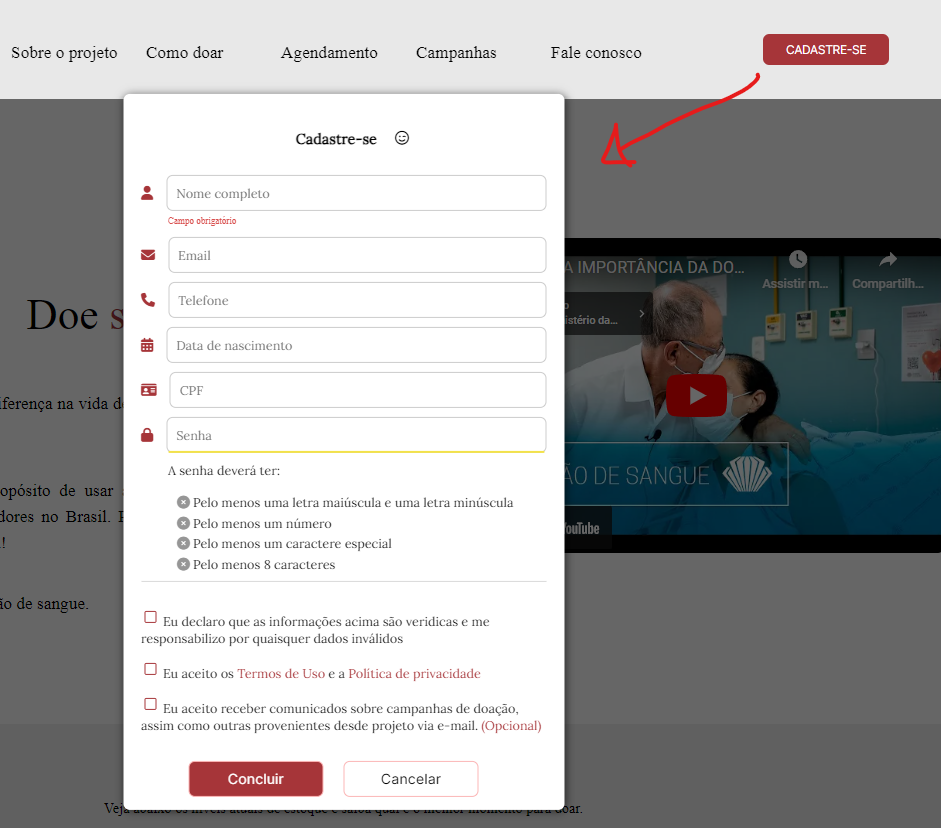 Sobre o projeto Como doar Agendamento Campanhas Fale conosco CADASTRE-SE
Cadastre-se
Nome completo
Campo obrigatório
Email
A IMPORTÂNCIA DA DO...
Assistir m... Compartilh...
Telefone
Doe s
istério da...
Data de nascimento
CPF
iferença na vida d
Senha
A senha deverá ter:
ÃO DE SANGUE
opósito de usar
Pelo menos uma letra maiúscula e uma letra minúscula
dores no Brasil.
Pelo menos um número
YouTube
Pelo menos um caractere especial
!
Pelo menos 8 caracteres
ão de sangue.
Eu declaro que as informações acima são veridicas e me
responsabilizo por quaisquer dados inválidos
Eu aceito os Termos de Uso e a Política de privacidade
Eu aceito receber comunicados sobre campanhas de doação,
assim como outras provenientes desde projeto via e-mail. (Opcional)
Concluir Cancelar
Veja abaixo os níveis atuais de estoque e saiba qual é o melhor momento para doar.